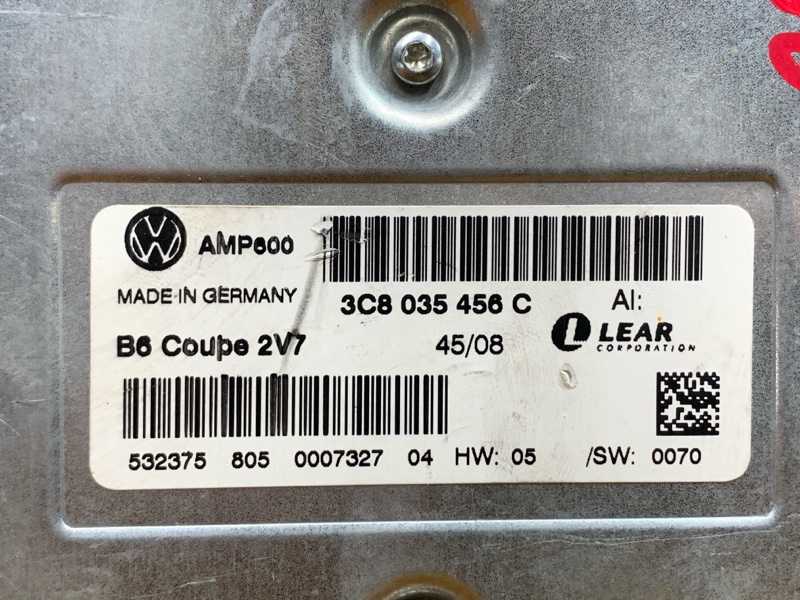 AMP600
MADE IN GERMANY
3C8 035 456 C
AI:
B6 Coupe 2V7
45/08
LEAR
CORPORATION
532375 805 0007327 04 HW: 05 /SW: 0070